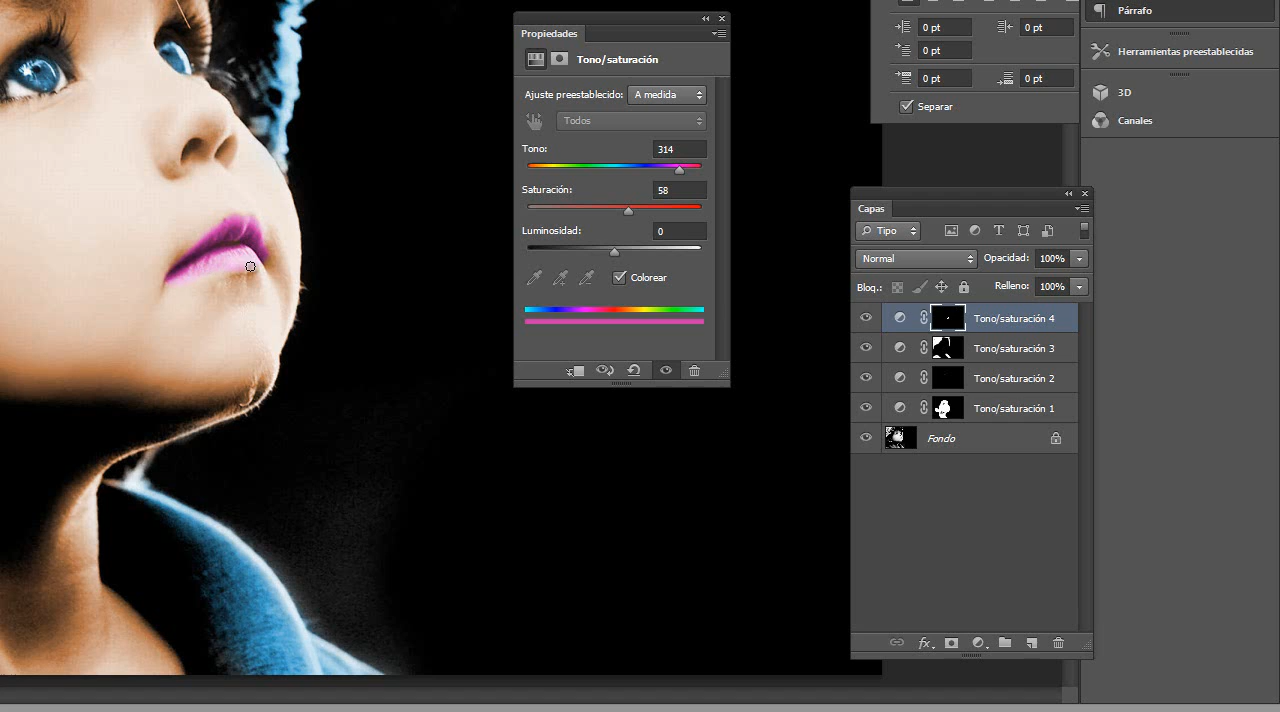 Propiedades
Tono/saturación
Ajuste preestablecido: A medida
Todos
Tono: 314
Saturación: 58
Luminosidad: 0
Colorear
0 pt 0 pt
0 pt
0 pt 0 pt
Separar
Párrafo
Herramientas preestablecidas
3D
Canales
Capas
Tipo
Normal Opacidad: 100%
Bloq.: Relleno: 100%
Tono/saturación 4
Tono/saturación 3
Tono/saturación 2
Tono/saturación 1
Fondo
fx